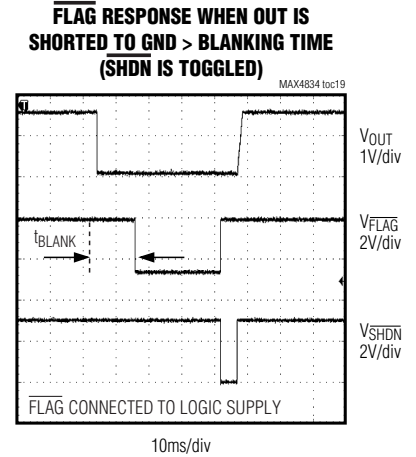 FLAG RESPONSE WHEN OUT IS
SHORTED TO GND > BLANKING TIME
(SHDN IS TOGGLED)
MAX4834 toc19
T
VOUT
1V/div
VFLAG
2V/div
tBLANK
VSHDN
2V/div
FLAG CONNECTED TO LOGIC SUPPLY
10ms/div